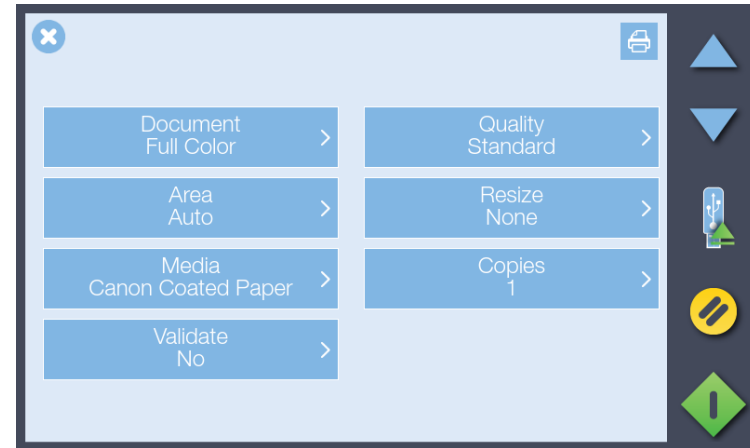 Document
Full Color
Quality
Standard
Area
Auto
Resize
None
Media
Canon Coated Paper
Copies
1
Validate
No